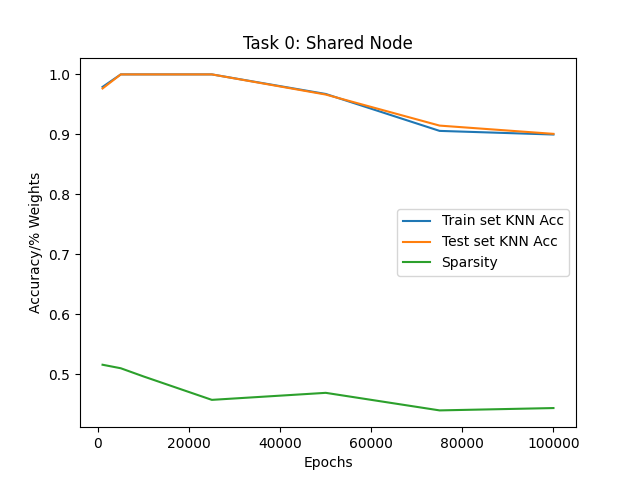 Task 0: Shared Node
Accuracy/% Weights
1.0
0.9
0.8
0.7
0.6
0.5
Train set KNN Acc
Test set KNN Acc
Sparsity
0
20000
40000
60000
80000
100000
Epochs